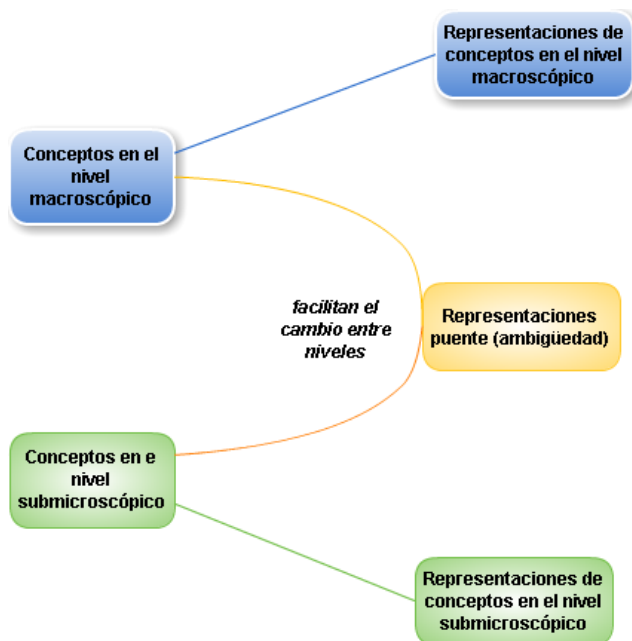 Representaciones de
conceptos en el nivel
macroscópico
Conceptos en el
nivel
macroscópico
facilitan el
cambio entre
niveles
Representaciones
puente (ambigüedad)
Conceptos en e
nivel
submicroscópico
Representaciones de
conceptos en el nivel
submicroscópico